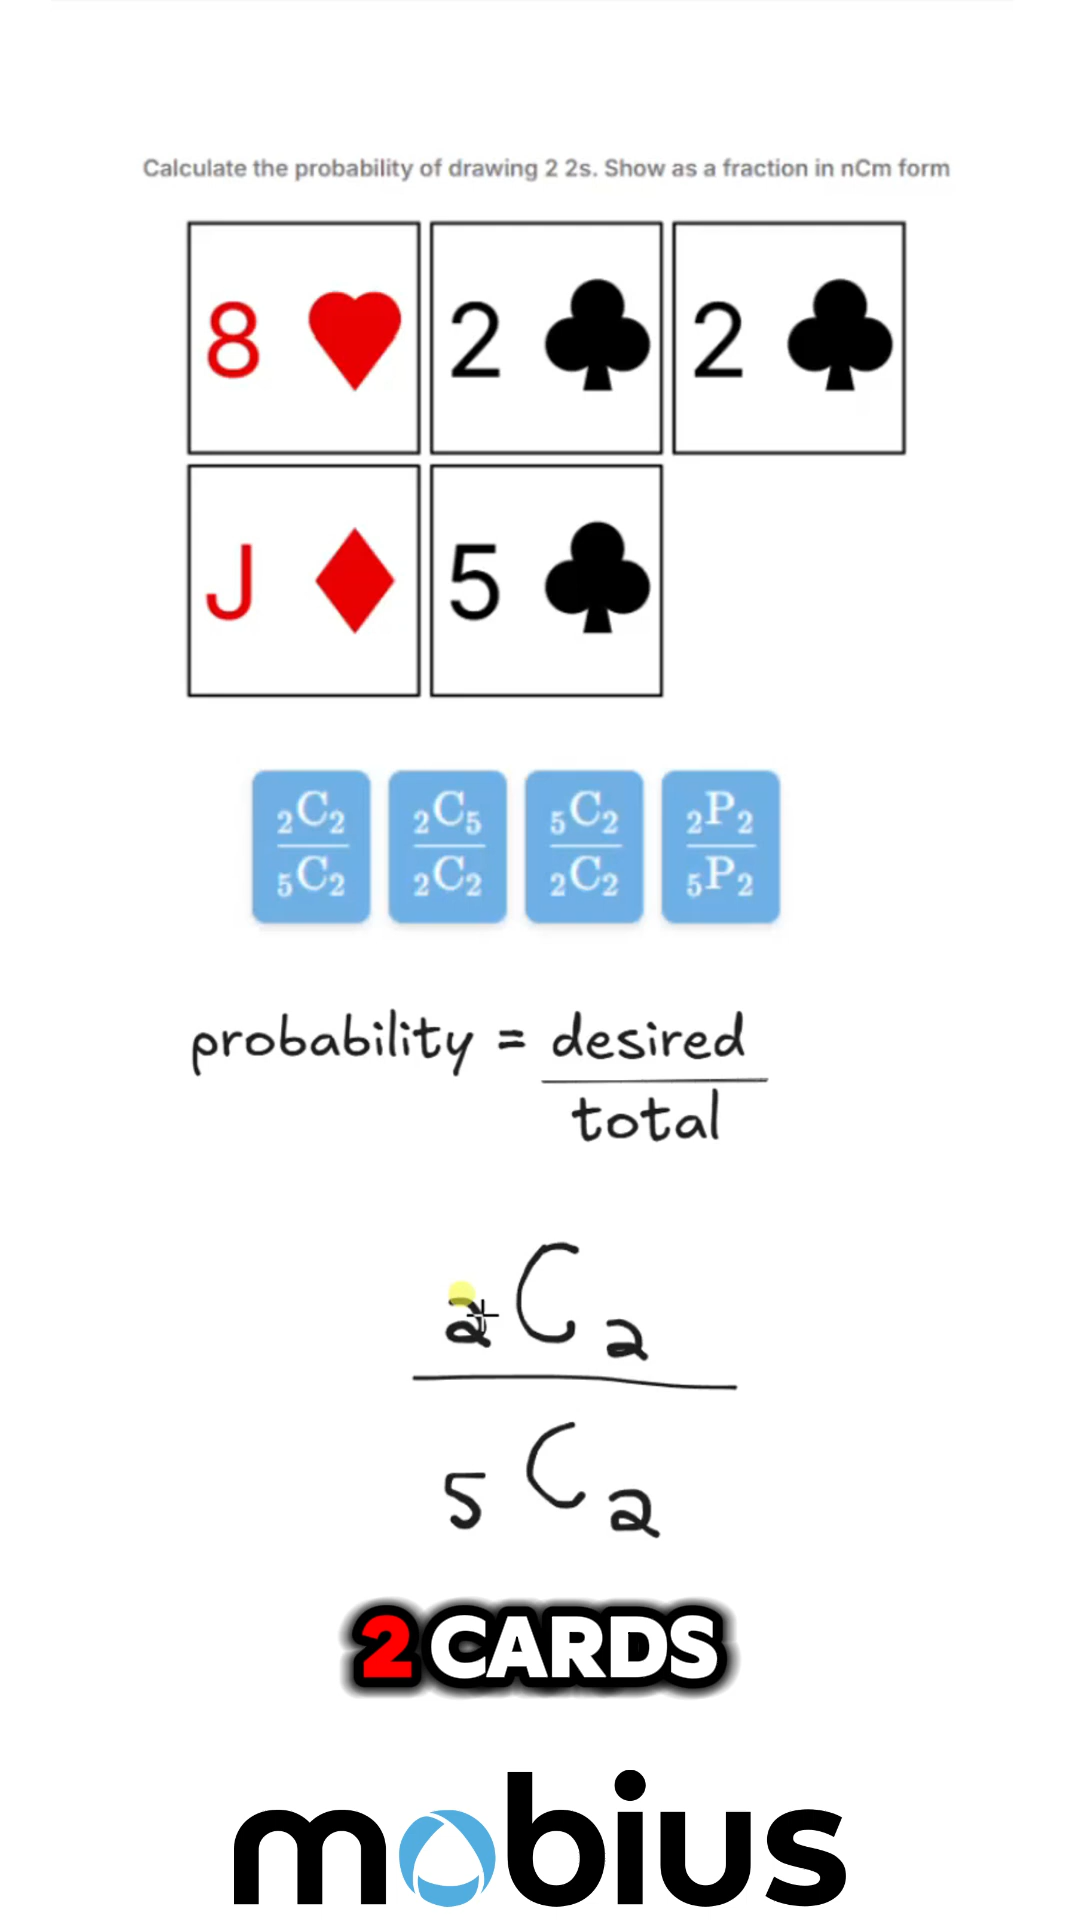 Calculate the probability of drawing 2 2s. Show as a fraction in nCm form
8 ♥ 2 ♣ 2 ♣
J ♦ 5 ♣
₂C₂ ₂C₅ ₅C₂ ₂P₂
₅C₂ ₂C₂ ₂C₂ ₅P₂
probability = desired
total
₂C₂
₅C₂
2 CARDS
mobius